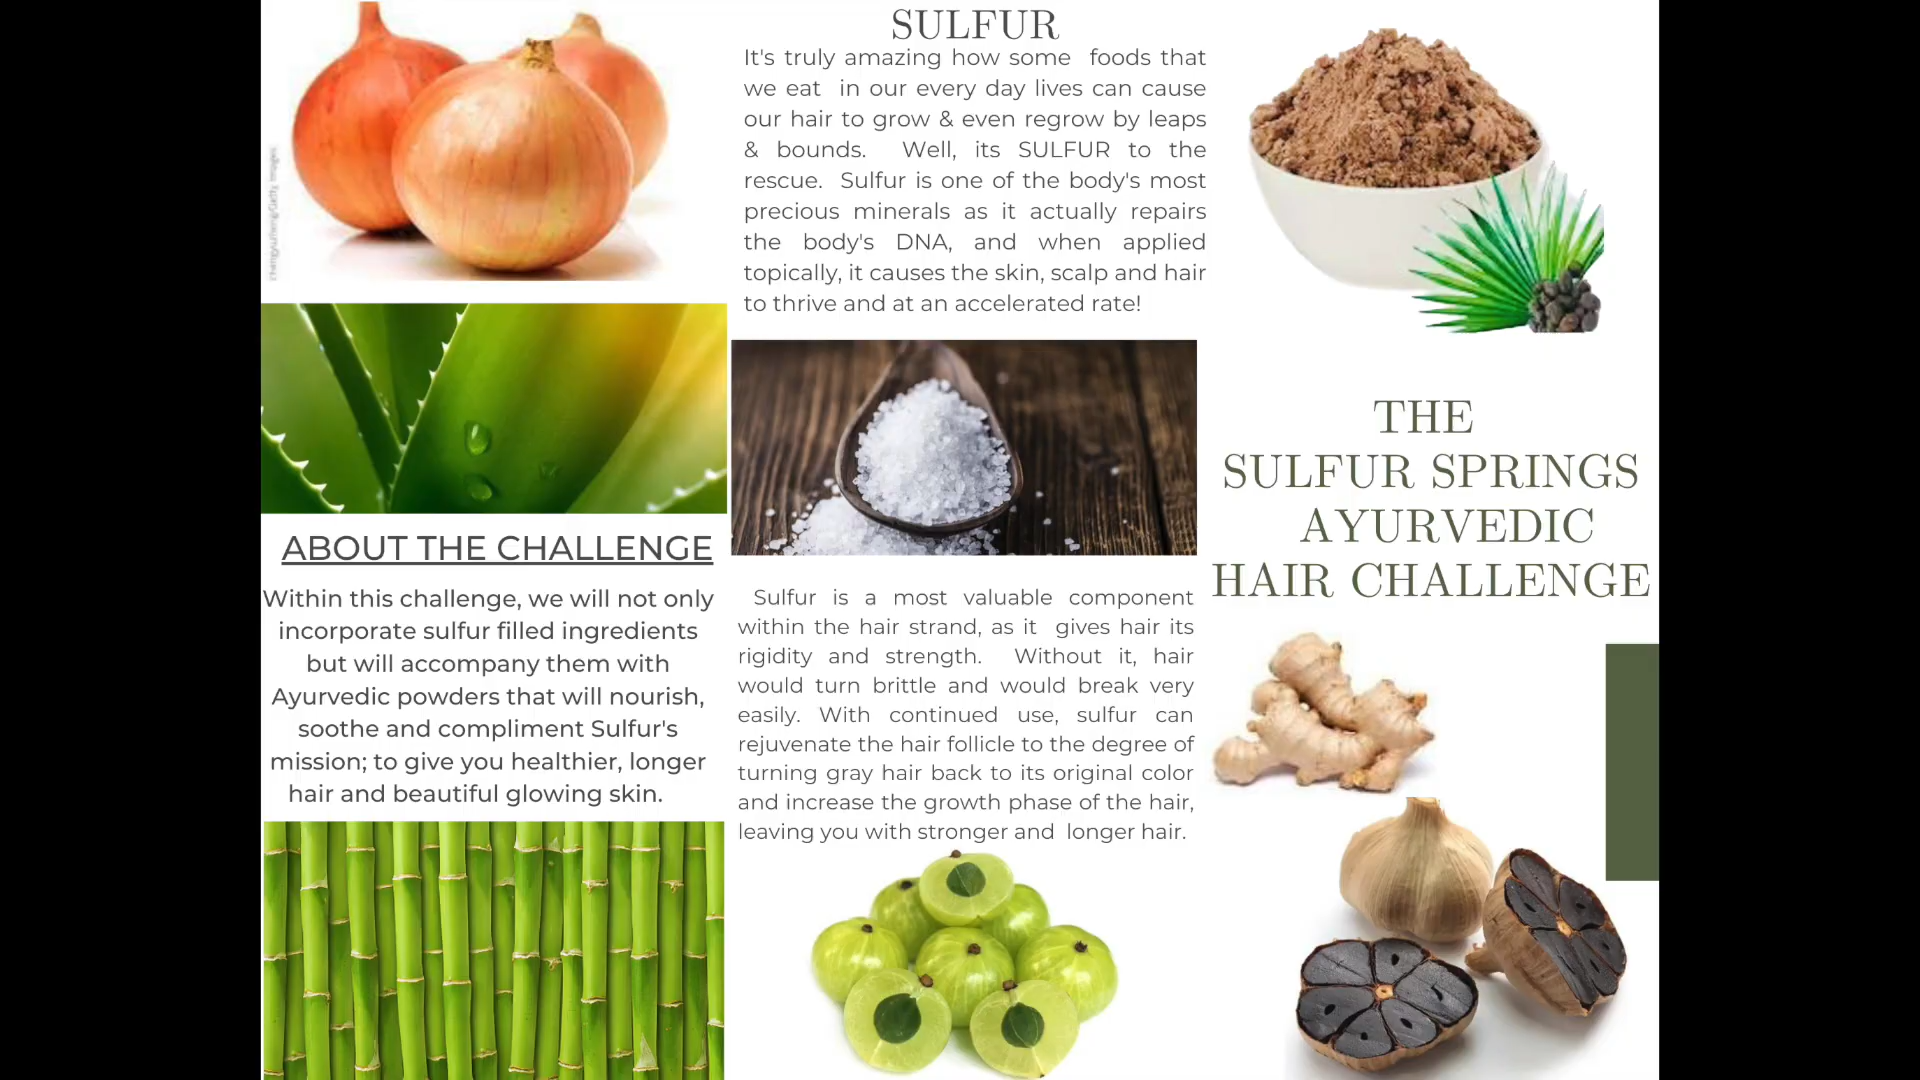 chengyuzheng/Getty Images
ABOUT THE CHALLENGE
Within this challenge, we will not only
incorporate sulfur filled ingredients
but will accompany them with
Ayurvedic powders that will nourish,
soothe and compliment Sulfur's
mission; to give you healthier, longer
hair and beautiful glowing skin.
SULFUR
It's truly amazing how some foods that
we eat in our every day lives can cause
our hair to grow & even regrow by leaps
& bounds. Well, its SULFUR to the
rescue. Sulfur is one of the body's most
precious minerals as it actually repairs
the body's DNA, and when applied
topically, it causes the skin, scalp and hair
to thrive and at an accelerated rate!
Sulfur is a most valuable component
within the hair strand, as it gives hair its
rigidity and strength. Without it, hair
would turn brittle and would break very
easily. With continued use, sulfur can
rejuvenate the hair follicle to the degree of
turning gray hair back to its original color
and increase the growth phase of the hair,
leaving you with stronger and longer hair.
THE
SULFUR SPRINGS
AYURVEDIC
HAIR CHALLENGE